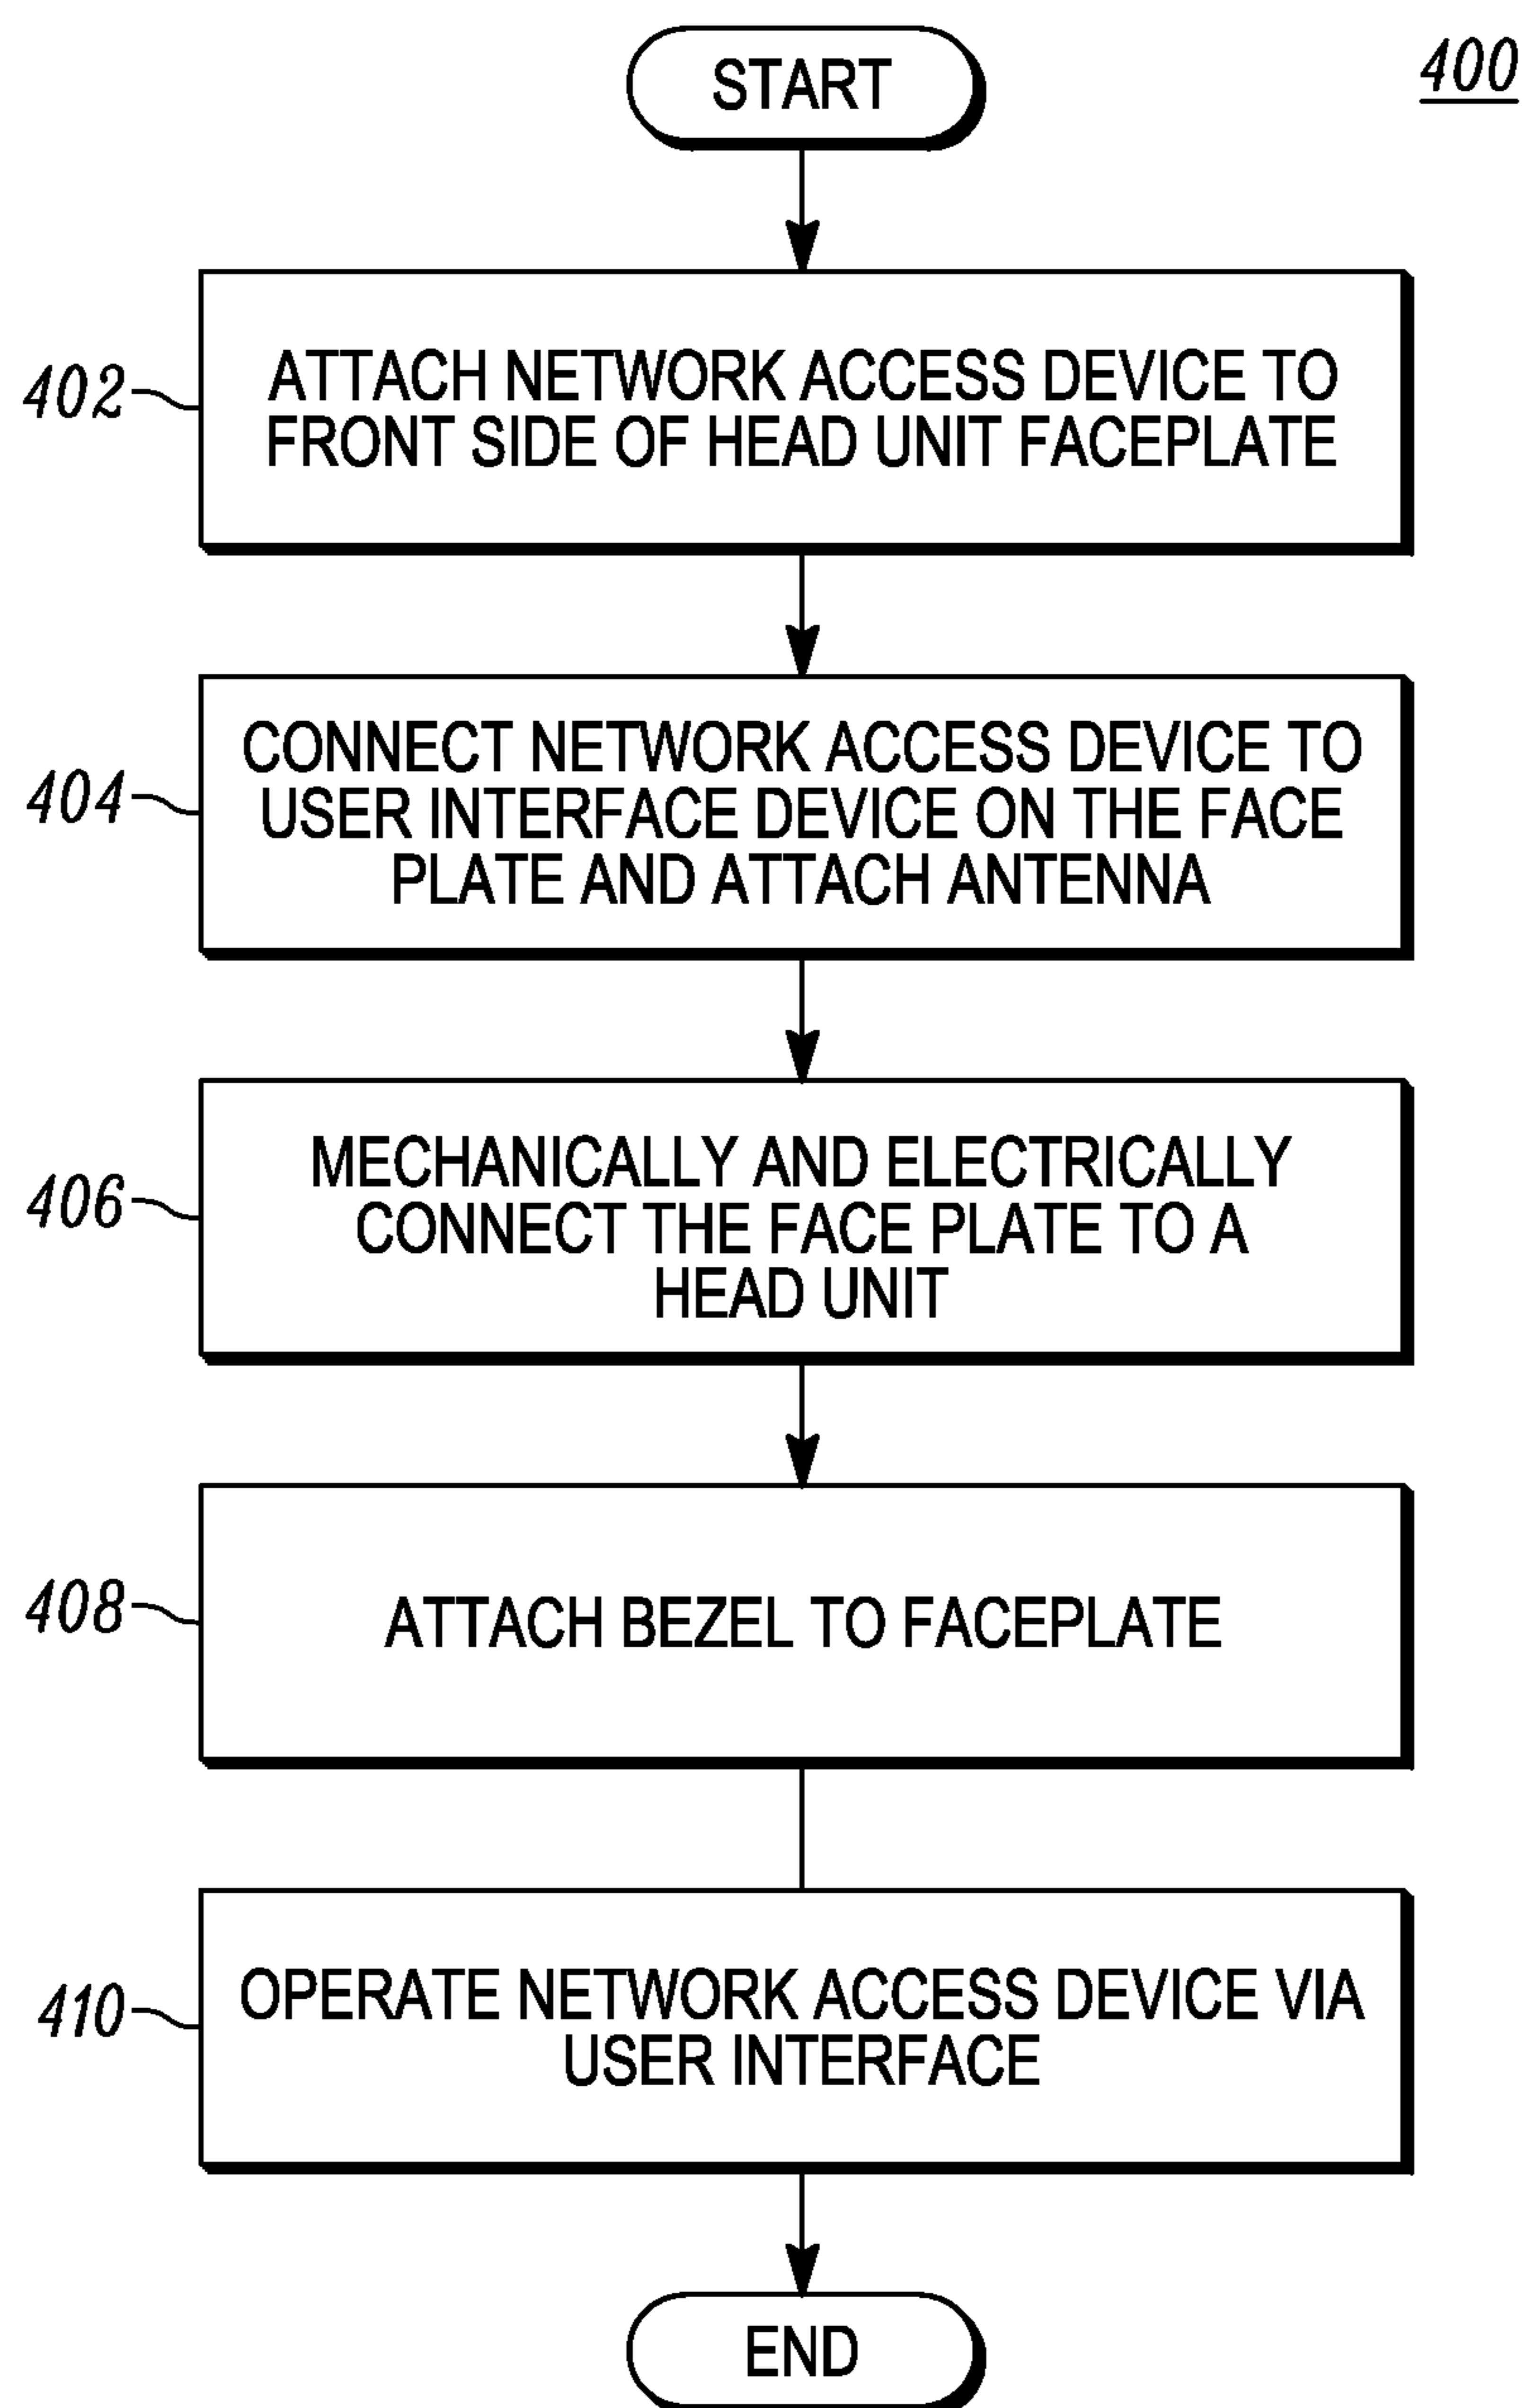 START
400
402
ATTACH NETWORK ACCESS DEVICE TO
FRONT SIDE OF HEAD UNIT FACEPLATE
404
CONNECT NETWORK ACCESS DEVICE TO
USER INTERFACE DEVICE ON THE FACE
PLATE AND ATTACH ANTENNA
406
MECHANICALLY AND ELECTRICALLY
CONNECT THE FACE PLATE TO A
HEAD UNIT
408
ATTACH BEZEL TO FACEPLATE
410
OPERATE NETWORK ACCESS DEVICE VIA
USER INTERFACE
END